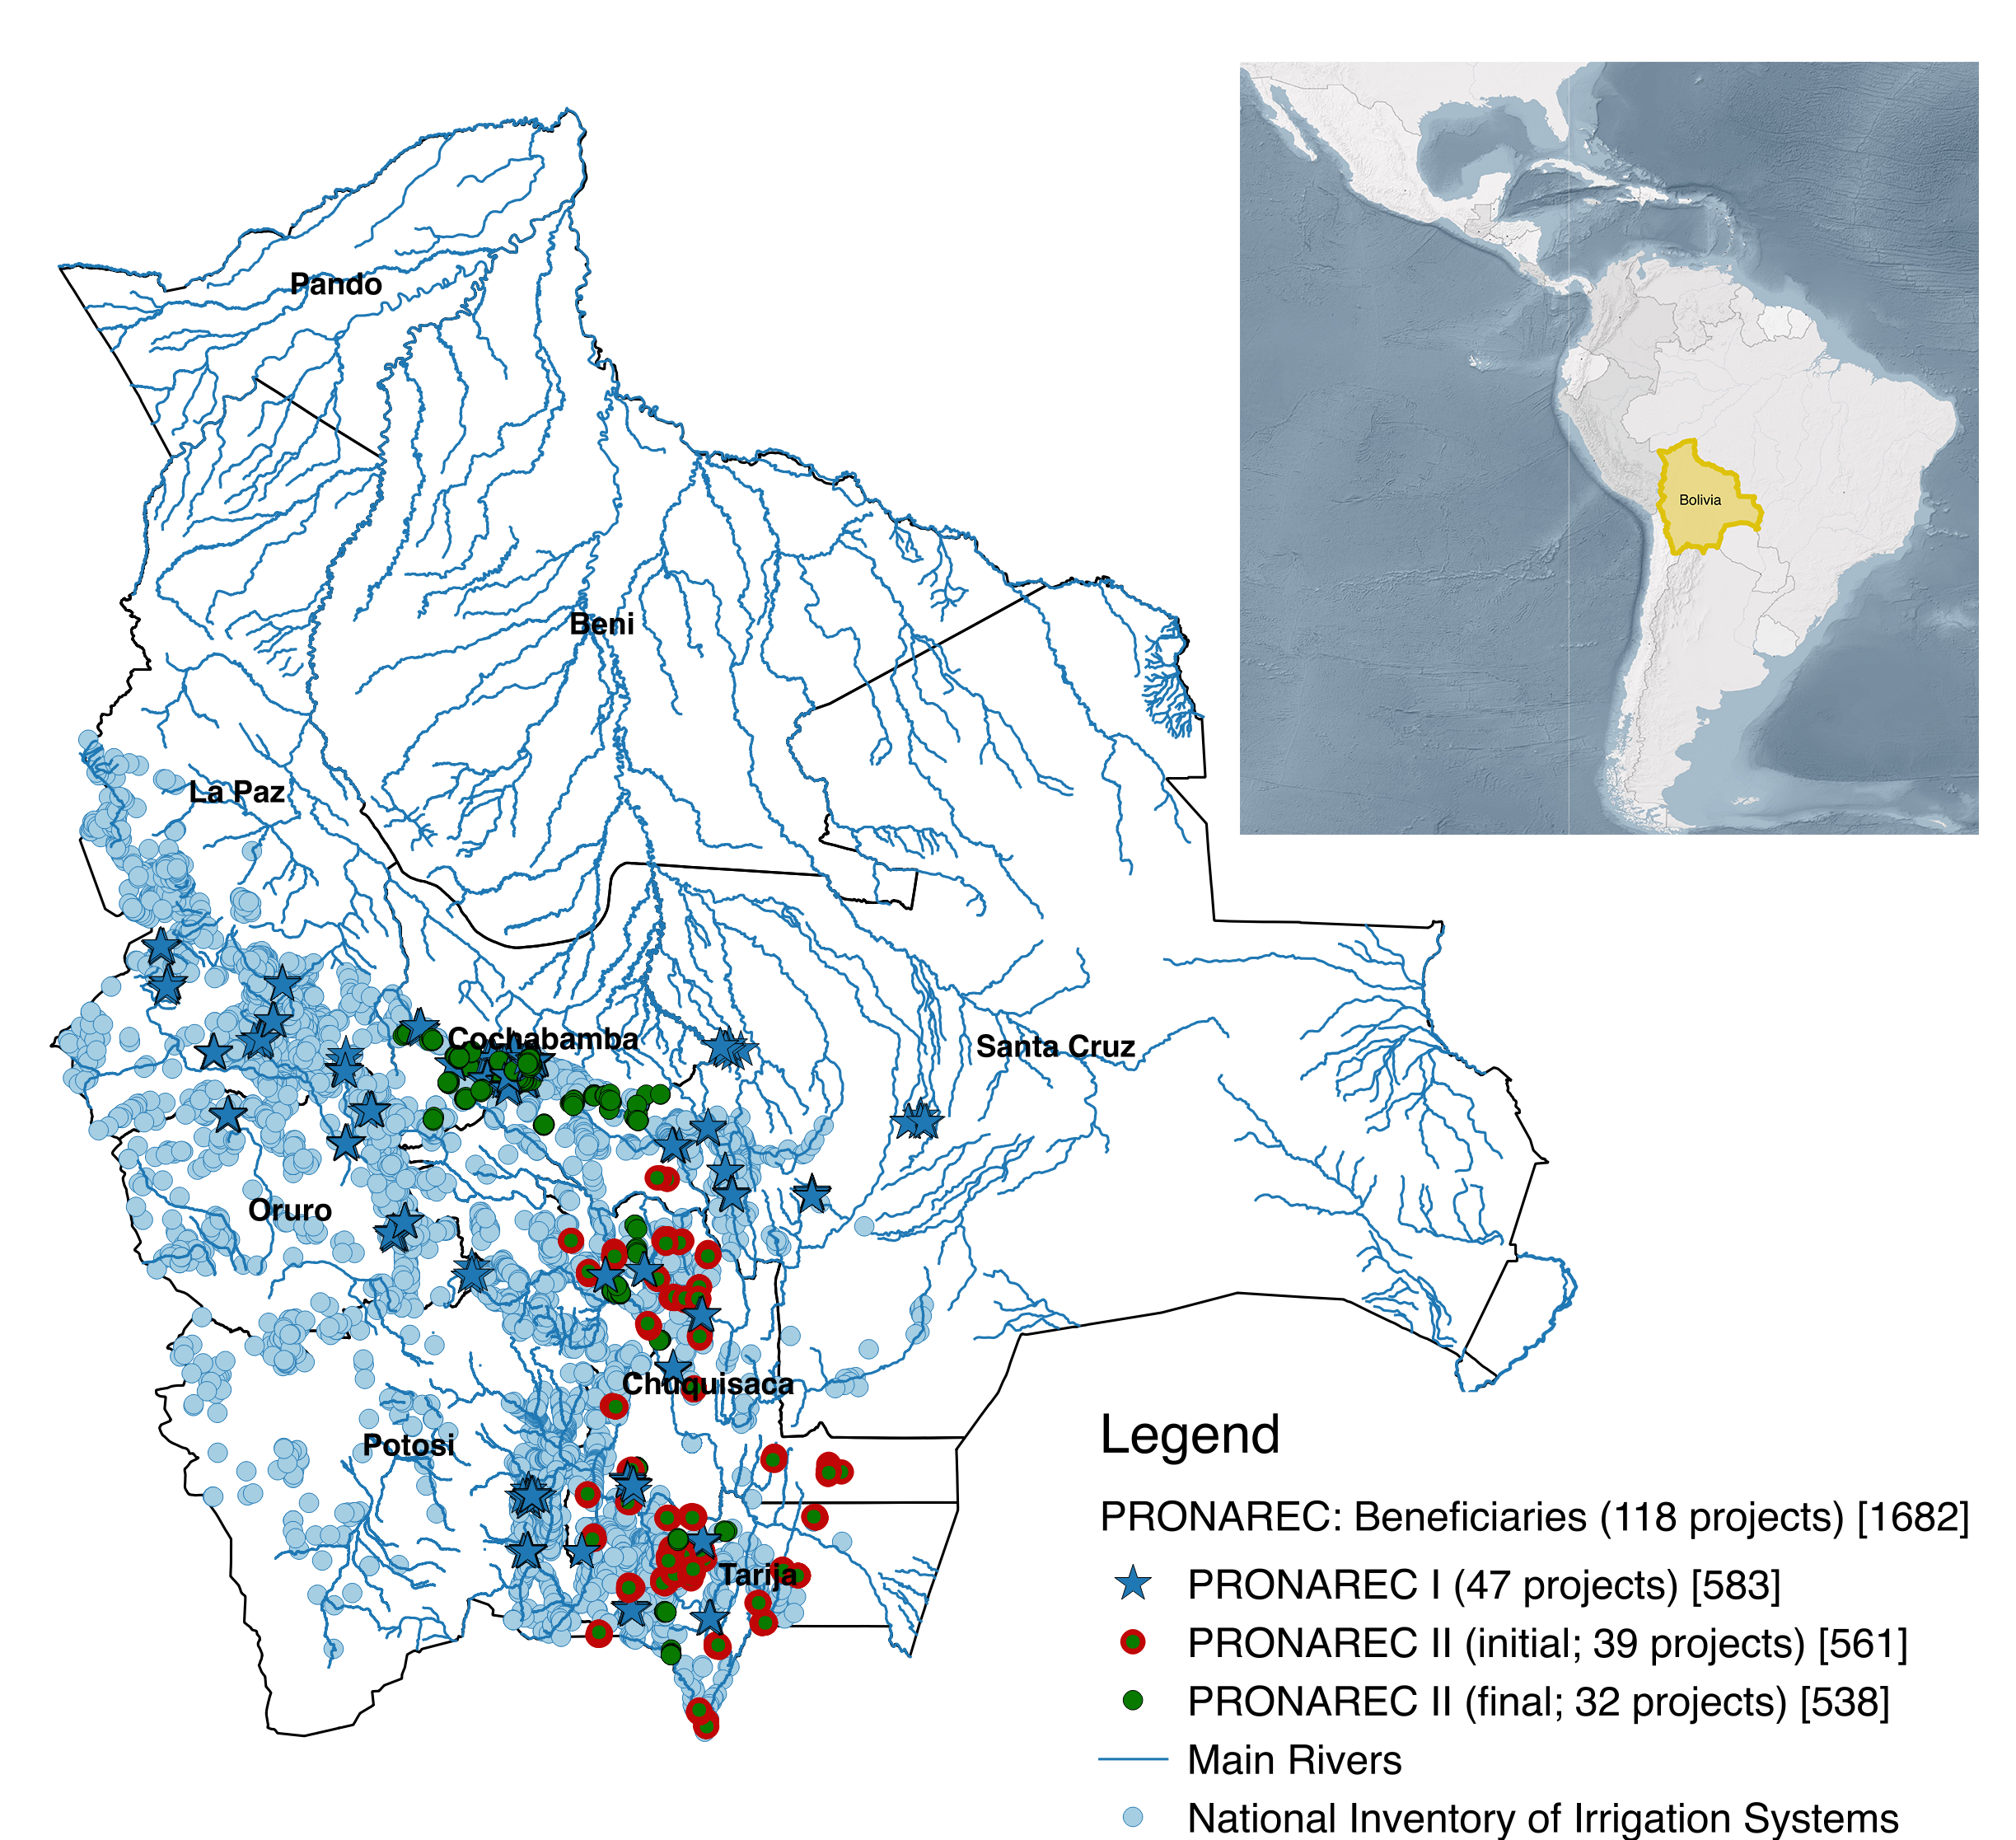 Pando
Beni
La Paz
Cochabamba
Santa Cruz
Oruro
Chuquisaca
Potosi
Tarija
Bolivia
Legend
PRONAREC: Beneficiaries (118 projects) [1682]
PRONAREC I (47 projects) [583]
PRONAREC II (initial; 39 projects) [561]
PRONAREC II (final; 32 projects) [538]
Main Rivers
National Inventory of Irrigation Systems